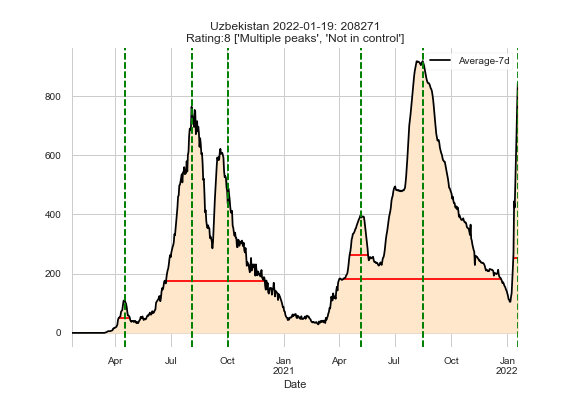 Uzbekistan 2022-01-19: 208271
Rating:8 ['Multiple peaks', 'Not in control']
Average-7d
800
600
400
200
0
Apr Jul Oct Jan Apr Jul Oct Jan
2021 2022
Date